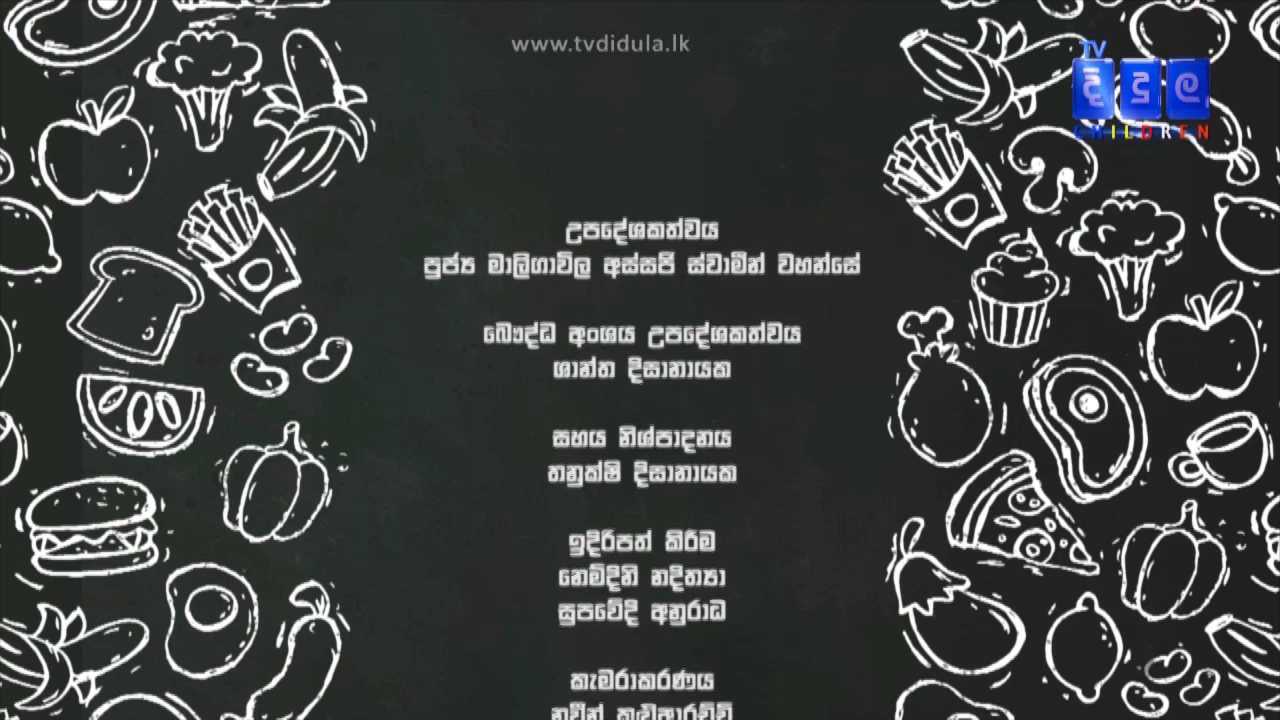 www.tvdidula.lk
TV
දිදුල
CHILDREN
උපදේශකත්වය
පූජ්‍ය මාලිගාවිල අස්සජි ස්වාමීන් වහන්සේ
බෞද්ධ අංශය උපදේශකත්වය
ශාන්ත දිසානායක
සහය නිශ්පාදනය
තනුක්ෂි දිසානායක
ඉදිරිපත් කිරීම
නෙම්දිනි නදිත්‍යා
සුපවේදි අනුරාධ
කැමරාකරණය